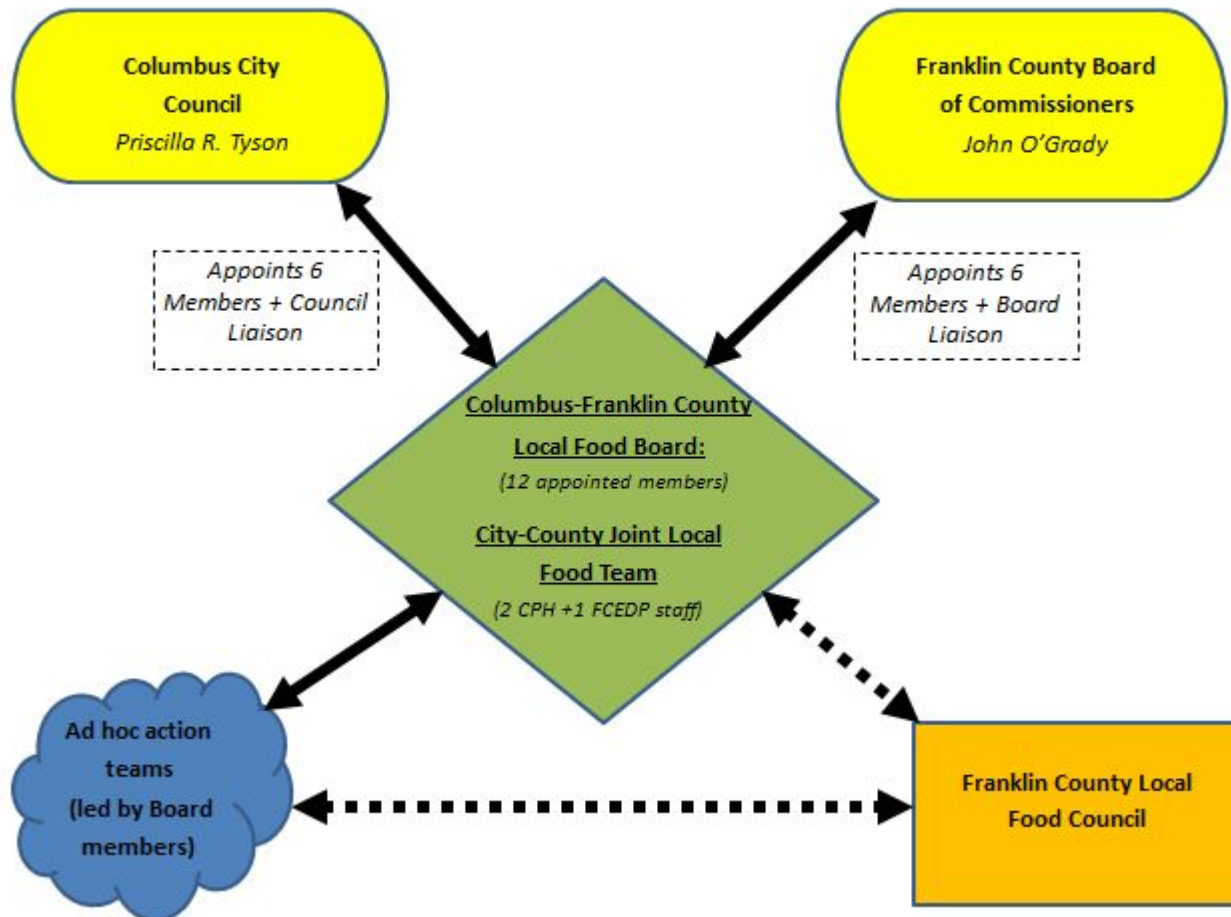 Columbus City
Council
Priscilla R. Tyson
Franklin County Board
of Commissioners
John O'Grady
Appoints 6
Members + Council
Liaison
Appoints 6
Members + Board
Liaison
Columbus-Franklin County
Local Food Board:
(12 appointed members)
City-County Joint Local
Food Team
(2 CPH +1 FCEDP staff)
Ad hoc action
teams
(led by Board
members)
Franklin County Local
Food Council